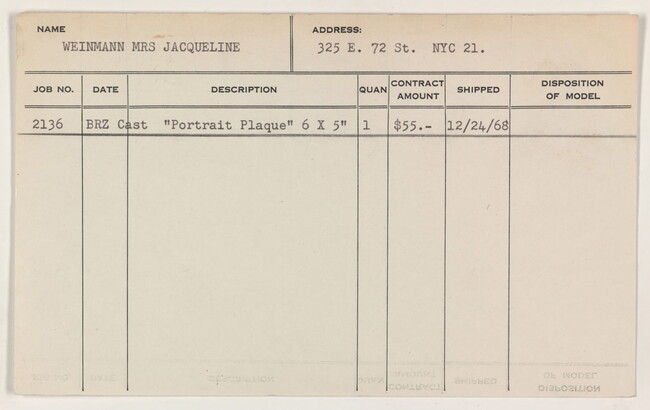 NAME
WEINMANN MRS JACQUELINE
ADDRESS:
325 E. 72 St. NYC 21.
JOB NO. DATE DESCRIPTION QUAN CONTRACT AMOUNT SHIPPED DISPOSITION OF MODEL
2136 BRZ Cast "Portrait Plaque" 6 X 5" 1 $55.- 12/24/68